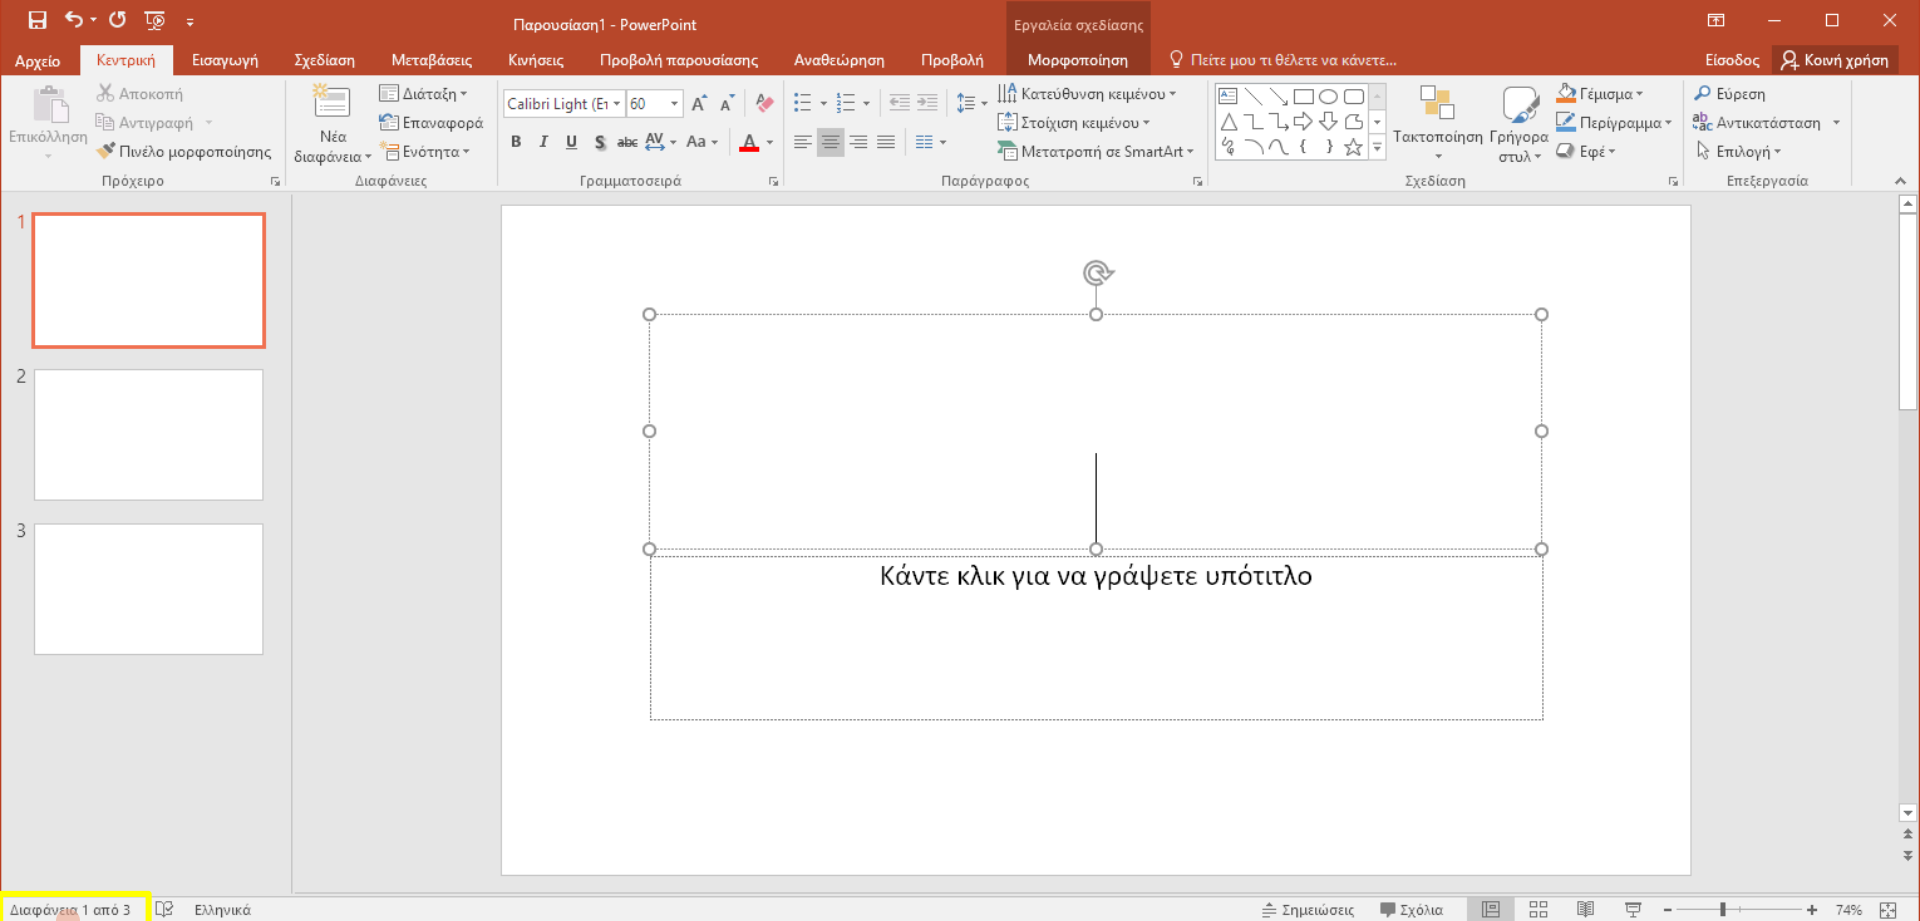 Παρουσίαση1 - PowerPoint
Εργαλεία σχεδίασης
Αρχείο Κεντρική Εισαγωγή Σχεδίαση Μεταβάσεις Κινήσεις Προβολή παρουσίασης Αναθεώρηση Προβολή Μορφοποίηση Πείτε μου τι θέλετε να κάνετε... Είσοδος Κοινή χρήση
Επικόλληση
Αποκοπή
Αντιγραφή
Πινέλο μορφοποίησης
Πρόχειρο
Νέα
διαφάνεια
Διάταξη
Επαναφορά
Ενότητα
Διαφάνειες
Calibri Light (Ετ 60
B I U S abc AV Aa A
Γραμματοσειρά
Κατεύθυνση κειμένου
Στοίχιση κειμένου
Μετατροπή σε SmartArt
Παράγραφος
Τακτοποίηση
Γρήγορα
στυλ
Γέμισμα
Περίγραμμα
Εφέ
Σχεδίαση
Εύρεση
Αντικατάσταση
Επιλογή
Επεξεργασία
1
2
3
Κάντε κλικ για να γράψετε υπότιτλο
Διαφάνεια 1 από 3 Ελληνικά Σημειώσεις Σχόλια 74%